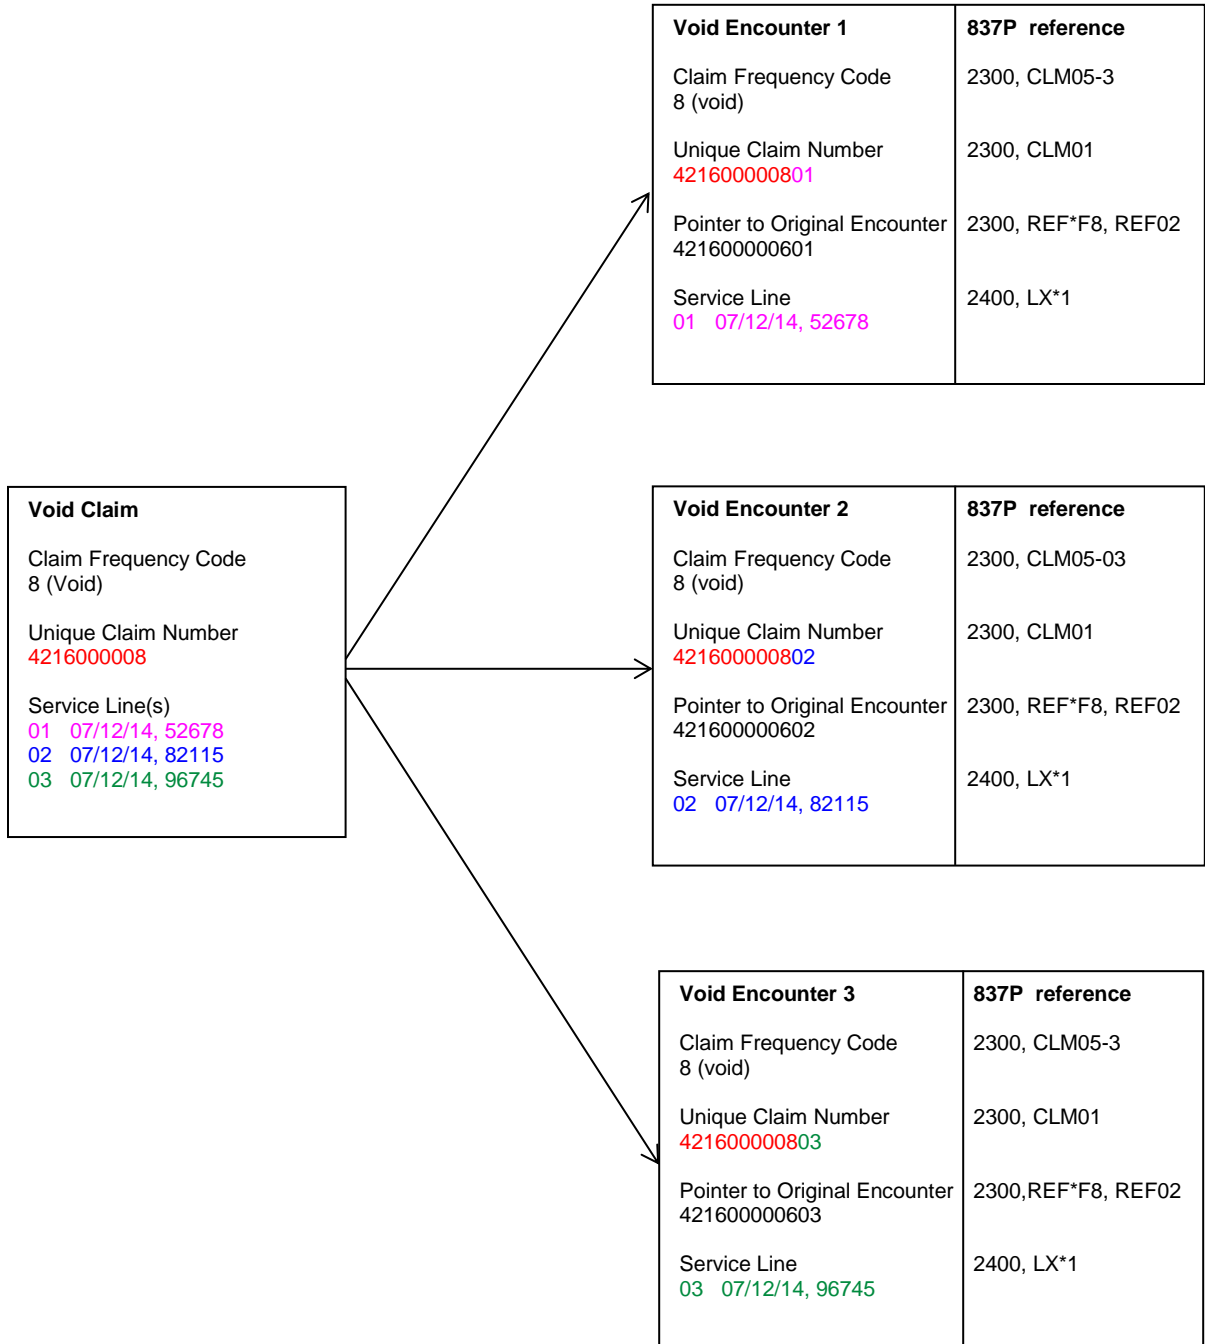 Void Claim
Claim Frequency Code
8 (Void)
Unique Claim Number
4216000008
Service Line(s)
01 07/12/14, 52678
02 07/12/14, 82115
03 07/12/14, 96745
Void Encounter 1 837P reference
Claim Frequency Code 2300, CLM05-3
8 (void)
Unique Claim Number 2300, CLM01
421600000801
Pointer to Original Encounter 2300, REF*F8, REF02
421600000601
Service Line 2400, LX*1
01 07/12/14, 52678
Void Encounter 2 837P reference
Claim Frequency Code 2300, CLM05-03
8 (void)
Unique Claim Number 2300, CLM01
421600000802
Pointer to Original Encounter 2300, REF*F8, REF02
421600000602
Service Line 2400, LX*1
02 07/12/14, 82115
Void Encounter 3 837P reference
Claim Frequency Code 2300, CLM05-3
8 (void)
Unique Claim Number 2300, CLM01
421600000803
Pointer to Original Encounter 2300,REF*F8, REF02
421600000603
Service Line 2400, LX*1
03 07/12/14, 96745